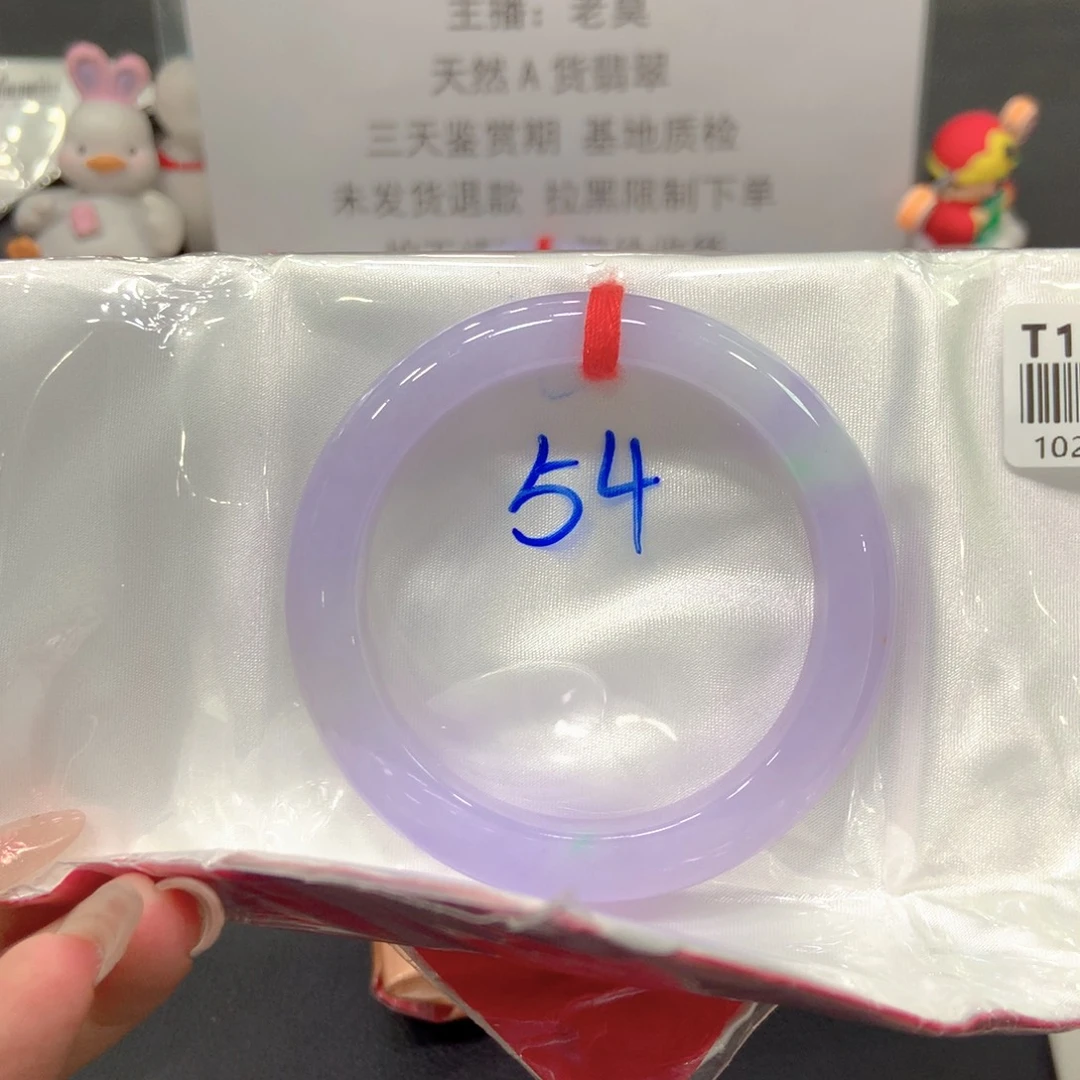 主播：老吴
天然 A 货翡翠
三天鉴赏期 基地质检
未发货退款 拉黑限制下单
54
T1
102